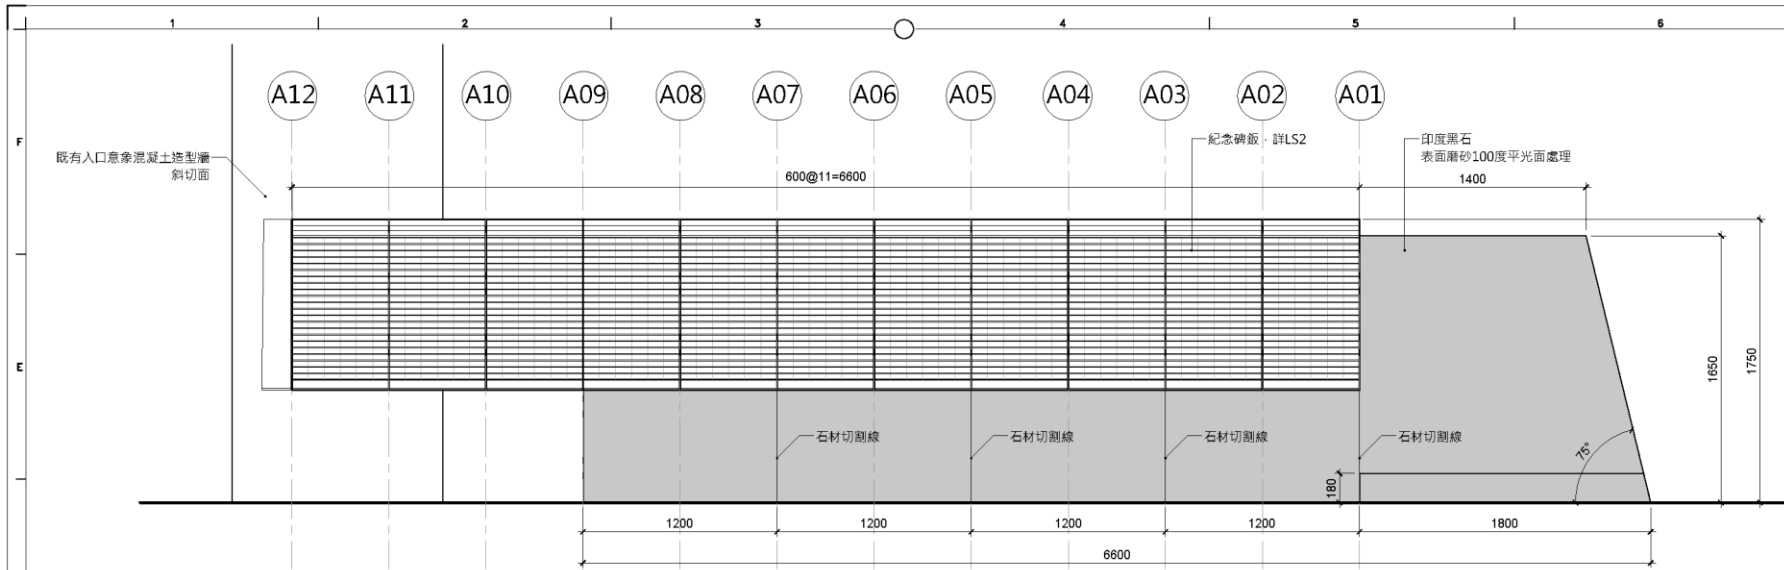 1 2 3 4 5 6
A12 A11 A10 A09 A08 A07 A06 A05 A04 A03 A02 A01
F
紀念碑鈑，詳LS2
印度黑石
表面磨砂100度平光面處理
既有入口意象混凝土造型牆
斜切面
600@11=6600
1400
E
1650
1750
石材切割線
石材切割線
石材切割線
石材切割線
75°
180
1200 1200 1200 1200 1800
6600